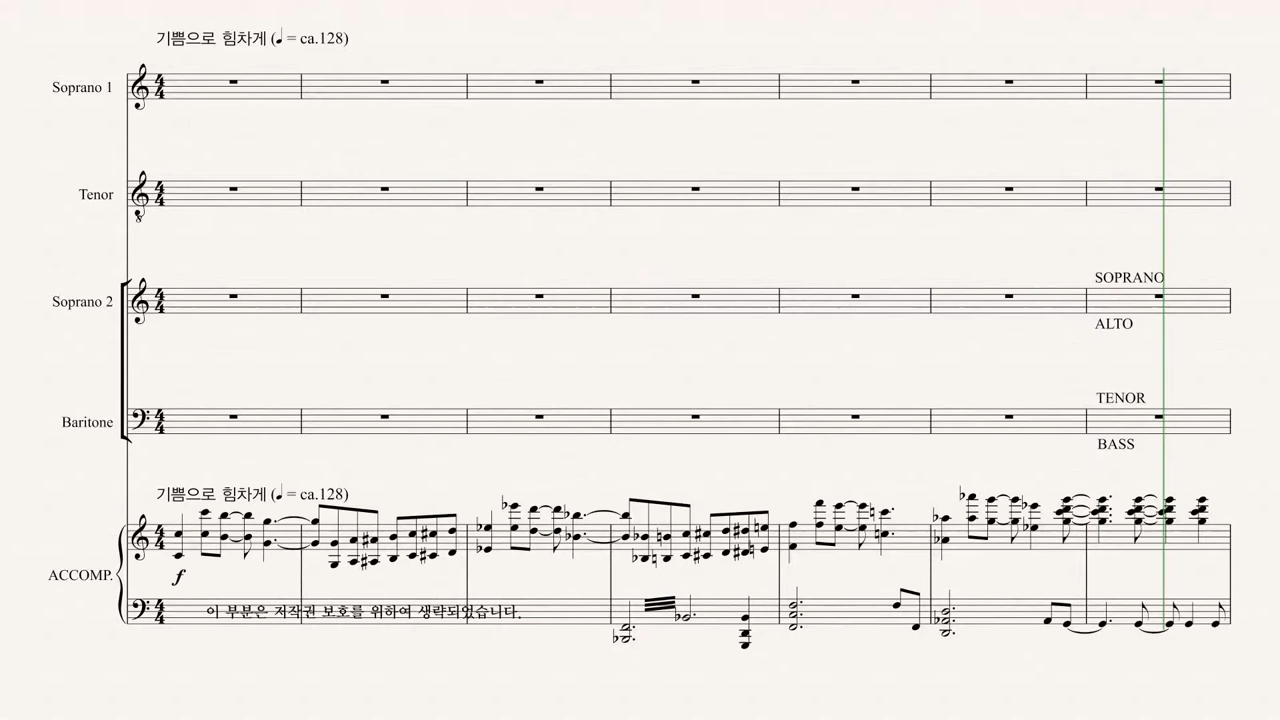 기쁨으로 힘차게 (♩ = ca.128)
Soprano 1
Tenor
SOPRANO
Soprano 2
ALTO
TENOR
Baritone
BASS
기쁨으로 힘차게 (♩ = ca.128)
ACCOMP.
f
이 부분은 저작권 보호를 위하여 생략되었습니다.